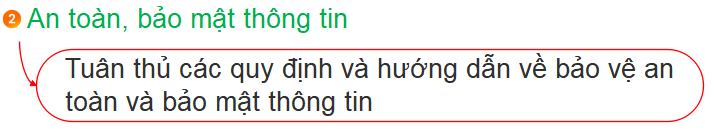 2 An toàn, bảo mật thông tin
Tuân thủ các quy định và hướng dẫn về bảo vệ an
toàn và bảo mật thông tin